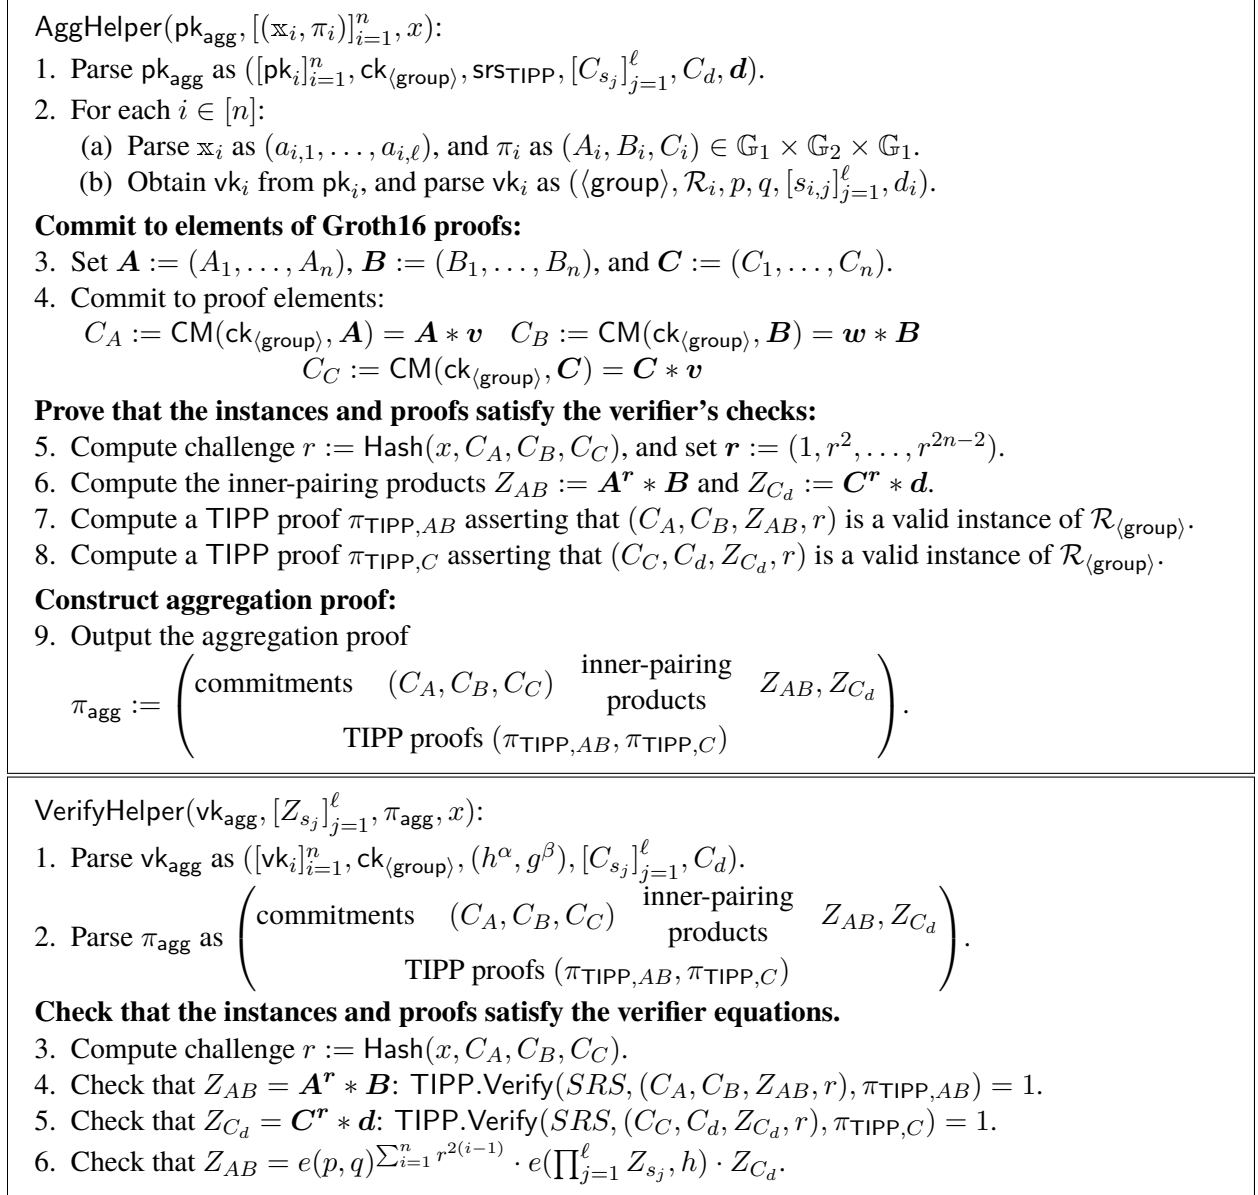 AggHelper(pk_agg, [(𝕩_i, π_i)]_{i=1}^n, x):
1. Parse pk_agg as ([pk_i]_{i=1}^n, ck_⟨group⟩, srs_TIPP, [C_{s_j}]_{j=1}^ℓ, C_d, **d**).
2. For each i ∈ [n]:
(a) Parse 𝕩_i as (a_{i,1}, …, a_{i,ℓ}), and π_i as (A_i, B_i, C_i) ∈ 𝔾_1 × 𝔾_2 × 𝔾_1.
(b) Obtain vk_i from pk_i, and parse vk_i as (⟨group⟩, ℛ_i, p, q, [s_{i,j}]_{j=1}^ℓ, d_i).
Commit to elements of Groth16 proofs:
3. Set **A** := (A_1, …, A_n), **B** := (B_1, …, B_n), and **C** := (C_1, …, C_n).
4. Commit to proof elements:
C_A := CM(ck_⟨group⟩, **A**) = **A** * **v** C_B := CM(ck_⟨group⟩, **B**) = **w** * **B**
C_C := CM(ck_⟨group⟩, **C**) = **C** * **v**
Prove that the instances and proofs satisfy the verifier's checks:
5. Compute challenge r := Hash(x, C_A, C_B, C_C), and set **r** := (1, r^2, …, r^{2n−2}).
6. Compute the inner-pairing products Z_{AB} := **A**^**r** * **B** and Z_{C_d} := **C**^**r** * **d**.
7. Compute a TIPP proof π_{TIPP,AB} asserting that (C_A, C_B, Z_{AB}, r) is a valid instance of ℛ_⟨group⟩.
8. Compute a TIPP proof π_{TIPP,C} asserting that (C_C, C_d, Z_{C_d}, r) is a valid instance of ℛ_⟨group⟩.
Construct aggregation proof:
9. Output the aggregation proof
π_agg := (commitments (C_A, C_B, C_C) inner-pairing products Z_{AB}, Z_{C_d}
TIPP proofs (π_{TIPP,AB}, π_{TIPP,C})).
VerifyHelper(vk_agg, [Z_{s_j}]_{j=1}^ℓ, π_agg, x):
1. Parse vk_agg as ([vk_i]_{i=1}^n, ck_⟨group⟩, (h^α, g^β), [C_{s_j}]_{j=1}^ℓ, C_d).
2. Parse π_agg as (commitments (C_A, C_B, C_C) inner-pairing products Z_{AB}, Z_{C_d}
TIPP proofs (π_{TIPP,AB}, π_{TIPP,C})).
Check that the instances and proofs satisfy the verifier equations.
3. Compute challenge r := Hash(x, C_A, C_B, C_C).
4. Check that Z_{AB} = **A**^**r** * **B**: TIPP.Verify(SRS, (C_A, C_B, Z_{AB}, r), π_{TIPP,AB}) = 1.
5. Check that Z_{C_d} = **C**^**r** * **d**: TIPP.Verify(SRS, (C_C, C_d, Z_{C_d}, r), π_{TIPP,C}) = 1.
6. Check that Z_{AB} = e(p, q)^{∑_{i=1}^n r^{2(i−1)}} · e(∏_{j=1}^ℓ Z_{s_j}, h) · Z_{C_d}.